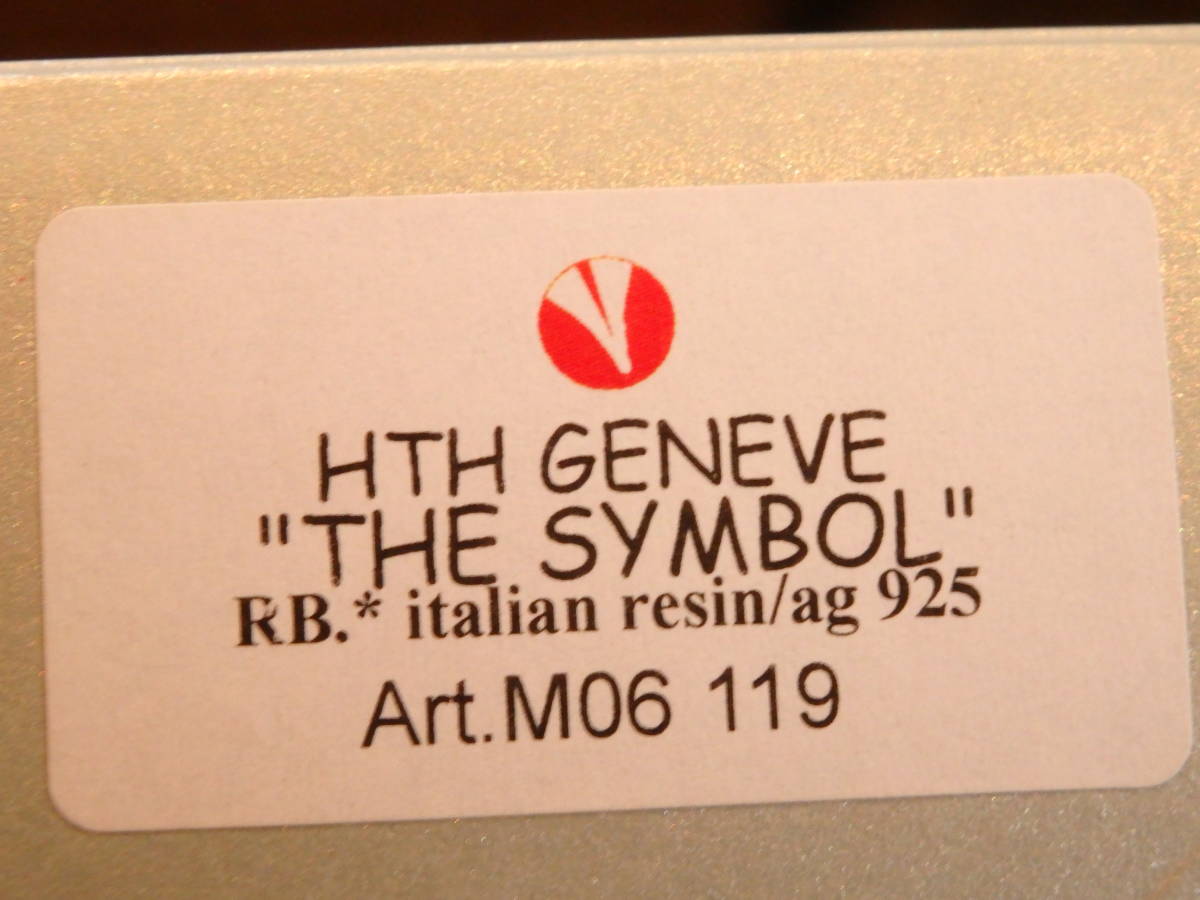 HTH GENEVE
"THE SYMBOL"
RB.* italian resin/ag 925
Art.M06 119